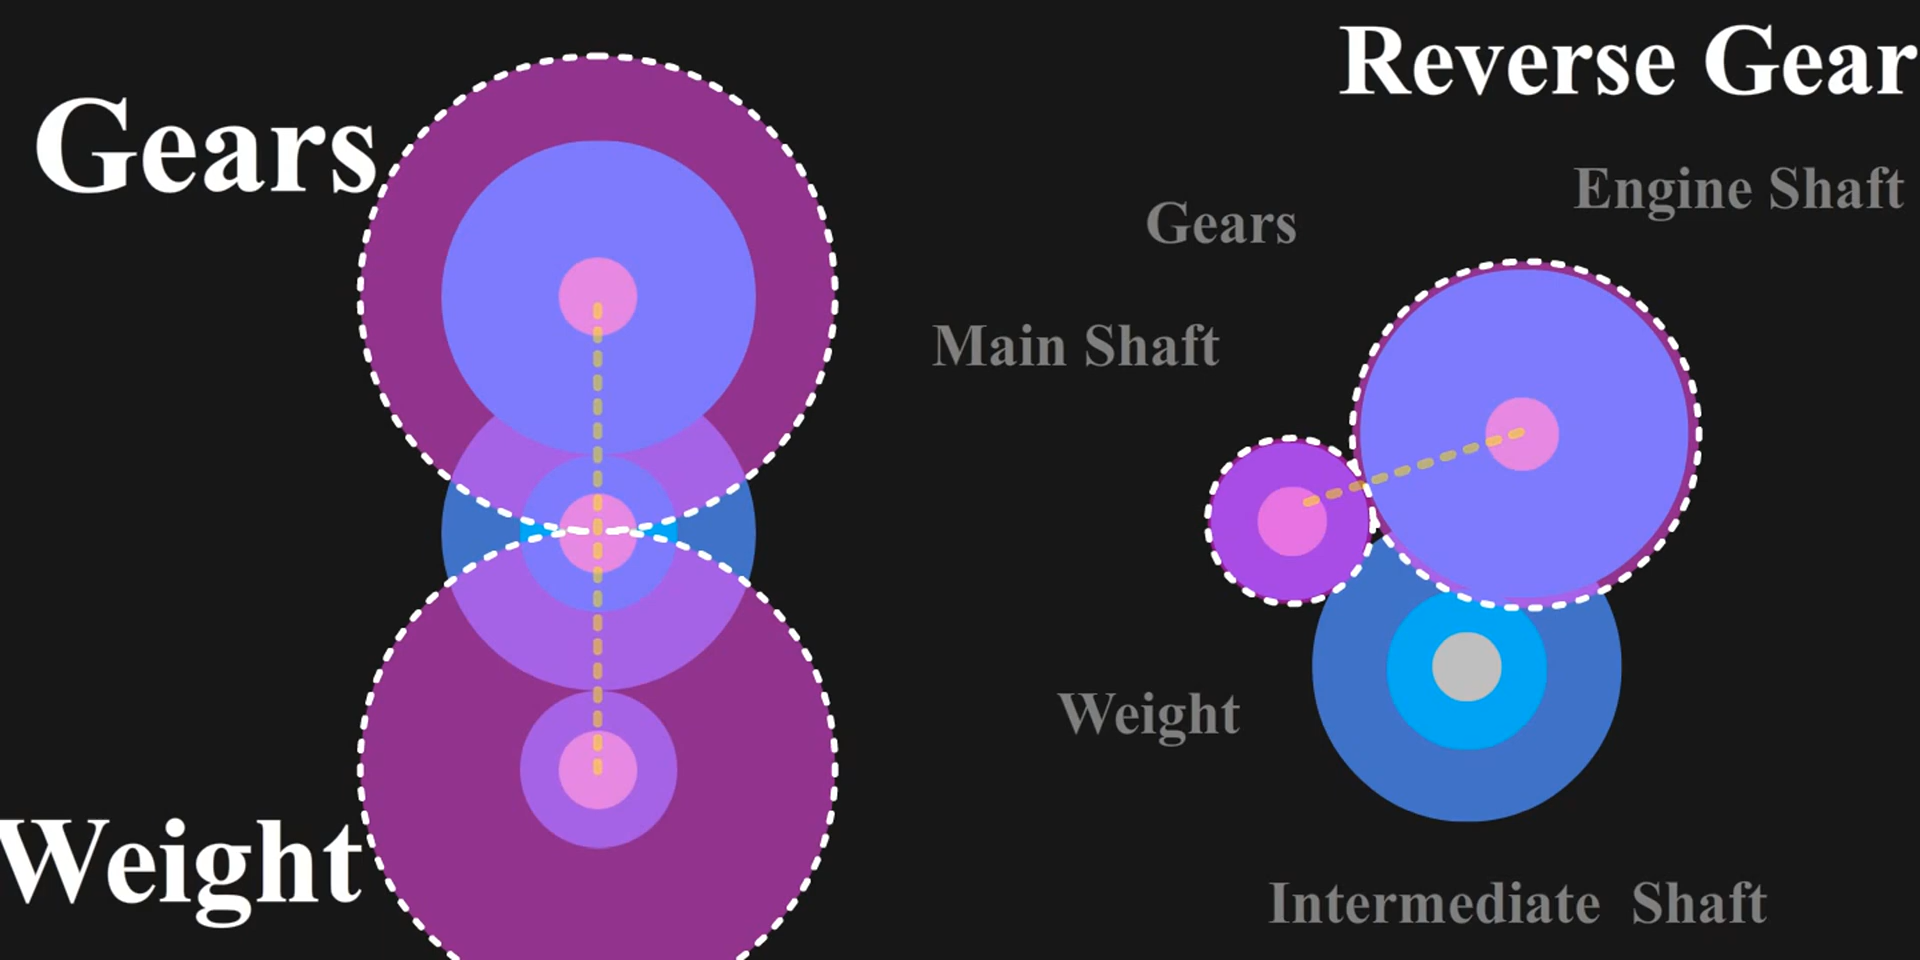 Gears
Weight
Reverse Gear
Engine Shaft
Gears
Main Shaft
Weight
Intermediate Shaft